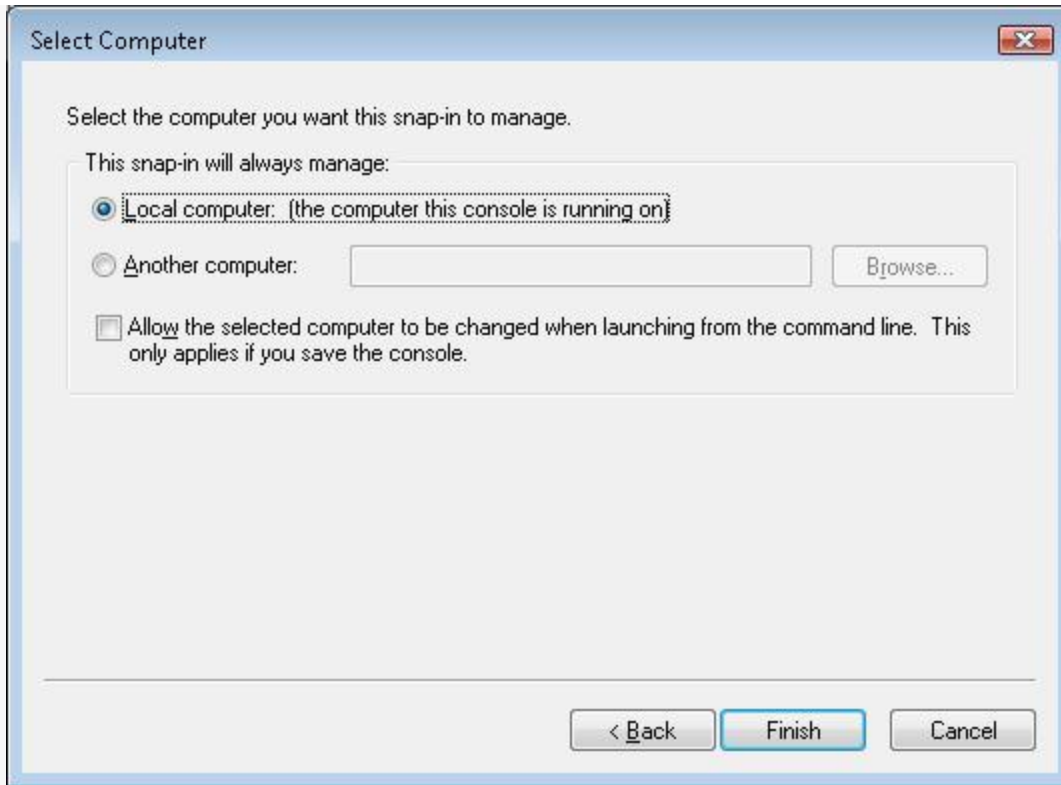 Select Computer
Select the computer you want this snap-in to manage.
This snap-in will always manage:
Local computer:  (the computer this console is running on)
Another computer:
Browse...
Allow the selected computer to be changed when launching from the command line.  This
only applies if you save the console.
< Back
Finish
Cancel